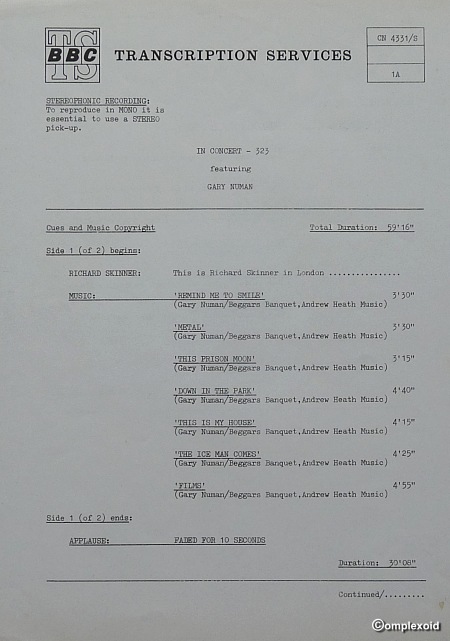 TS
BBC
TRANSCRIPTION SERVICES
CN 4331/S
1A
STEREOPHONIC RECORDING:
To reproduce in MONO it is
essential to use a STEREO
pick-up.
IN CONCERT - 323
featuring
GARY NUMAN
Cues and Music Copyright Total Duration: 59'16"
Side 1 (of 2) begins:
RICHARD SKINNER: This is Richard Skinner in London ................
MUSIC: 'REMIND ME TO SMILE' 3'30"
(Gary Numan/Beggars Banquet,Andrew Heath Music)
'METAL' 3'30"
(Gary Numan/Beggars Banquet,Andrew Heath Music)
'THIS PRISON MOON' 3'15"
(Gary Numan/Beggars Banquet,Andrew Heath Music)
'DOWN IN THE PARK' 4'40"
(Gary Numan/Beggars Banquet,Andrew Heath Music)
'THIS IS MY HOUSE' 4'15"
(Gary Numan/Beggars Banquet,Andrew Heath Music)
'THE ICE MAN COMES' 4'25"
(Gary Numan/Beggars Banquet,Andrew Heath Music)
'FILMS' 4'55"
(Gary Numan/Beggars Banquet,Andrew Heath Music)
Side 1 (of 2) ends:
APPLAUSE: FADED FOR 10 SECONDS
Duration: 30'08"
Continued/.........
©omplexoid